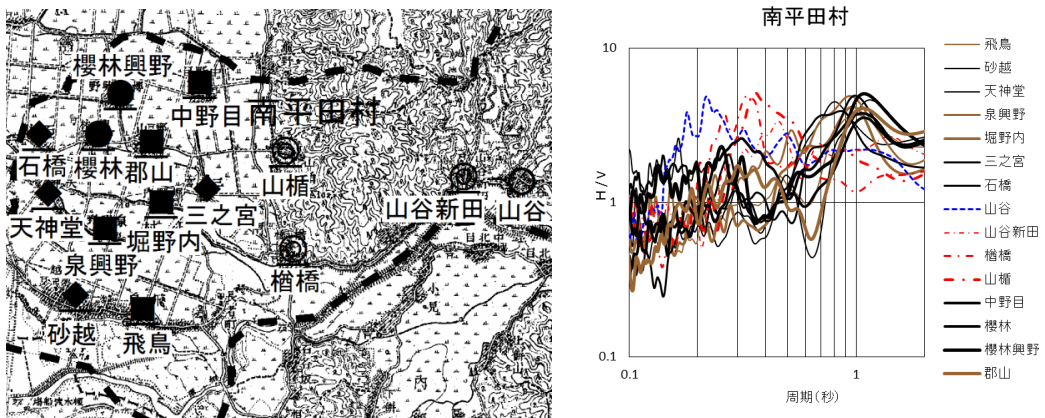 櫻林興野
中野目
南平田村
石橋
櫻林
郡山
山楯
山谷新田
山谷
天神堂
三之宮
堀野内
泉興野
楢橋
砂越
飛鳥
南平田村
10
1
0.1
H/V
0.1
1
周期(秒)
飛鳥
砂越
天神堂
泉興野
堀野内
三之宮
石橋
山谷
山谷新田
楢橋
山楯
中野目
櫻林
櫻林興野
郡山